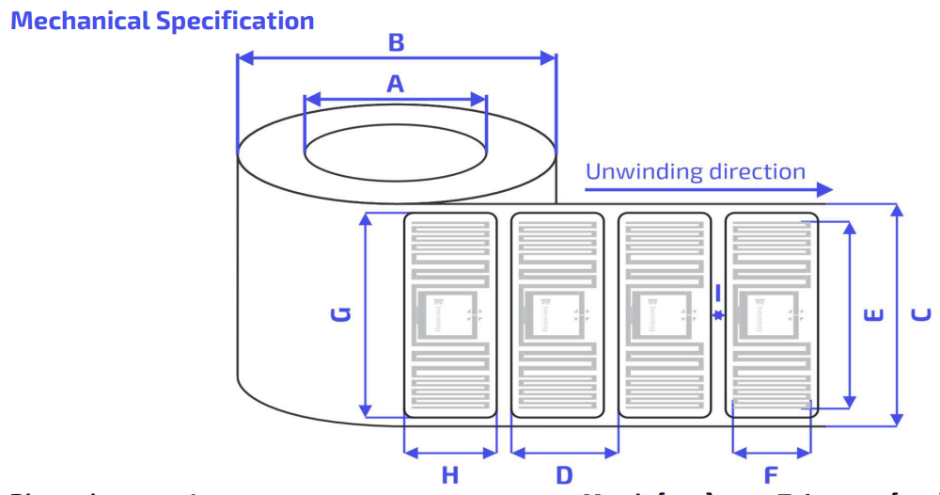 Mechanical Specification
B
A
Unwinding direction
I
G
E
C
H
D
F